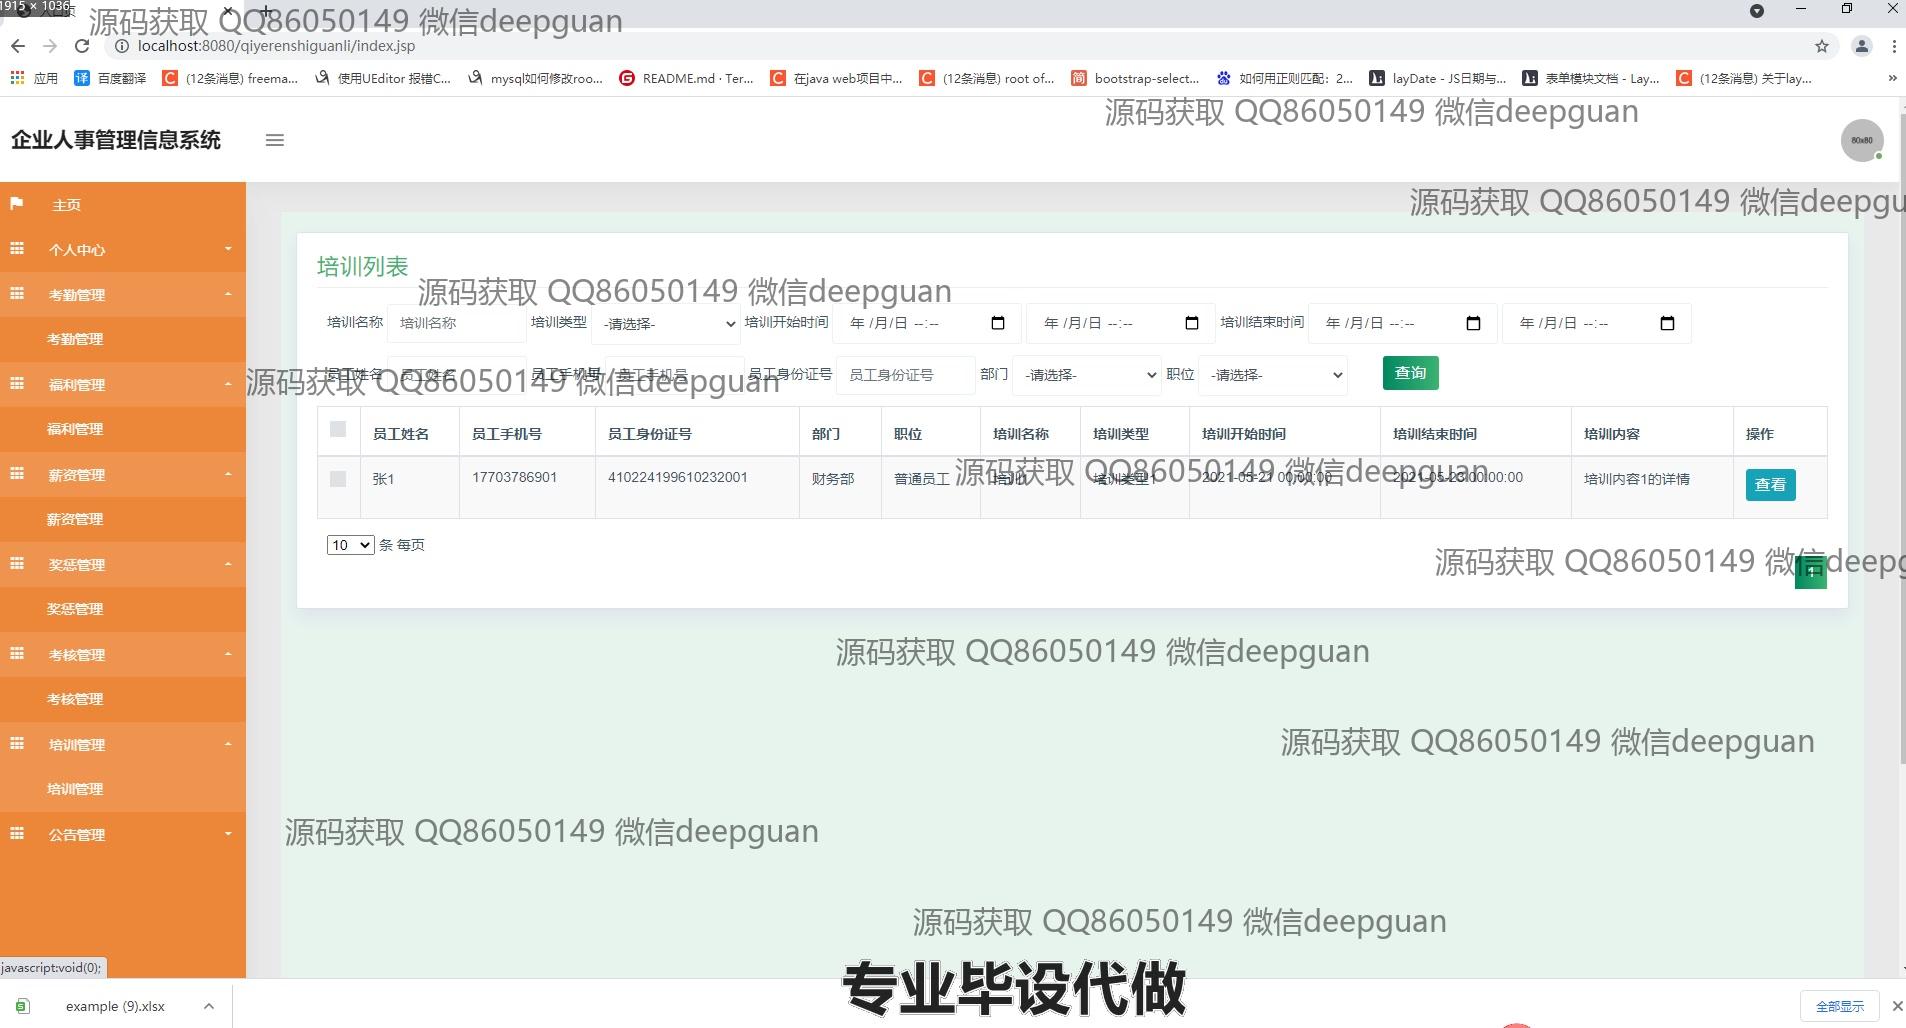 1915 × 1036
源码获取 QQ86050149 微信deepguan
localhost:8080/qiyerenshiguanli/index.jsp
应用 百度翻译 (12条消息) freema... 使用UEditor 报错C... mysql如何修改roo... README.md · Ter... 在java web项目中... (12条消息) root of... bootstrap-select... 如何用正则匹配：2... layDate - JS日期与... 表单模块文档 - Lay... (12条消息) 关于lay... »
源码获取 QQ86050149 微信deepguan
企业人事管理信息系统
80x80
源码获取 QQ86050149 微信deepgu
主页
个人中心
考勤管理
考勤管理
福利管理
福利管理
薪资管理
薪资管理
奖惩管理
奖惩管理
考核管理
考核管理
培训管理
培训管理
公告管理
培训列表
源码获取 QQ86050149 微信deepguan
培训名称 培训名称 培训类型 -请选择- 培训开始时间 年 /月/日 --:-- 年 /月/日 --:-- 培训结束时间 年 /月/日 --:-- 年 /月/日 --:--
员工姓名 员工姓名 员工手机号 员工手机号 员工身份证号 员工身份证号 部门 -请选择- 职位 -请选择- 查询
源码获取 QQ86050149 微信deepguan
员工姓名 员工手机号 员工身份证号 部门 职位 培训名称 培训类型 培训开始时间 培训结束时间 培训内容 操作
张1 17703786901 410224199610232001 财务部 普通员工 培训1 培训类型1 2021-05-21 00:00:00 2021-05-23 00:00:00 培训内容1的详情 查看
源码获取 QQ86050149 微信deepguan
10 条 每页
源码获取 QQ86050149 微信deepg
1
源码获取 QQ86050149 微信deepguan
源码获取 QQ86050149 微信deepguan
源码获取 QQ86050149 微信deepguan
源码获取 QQ86050149 微信deepguan
javascript:void(0);
专业毕设代做
example (9).xlsx
全部显示